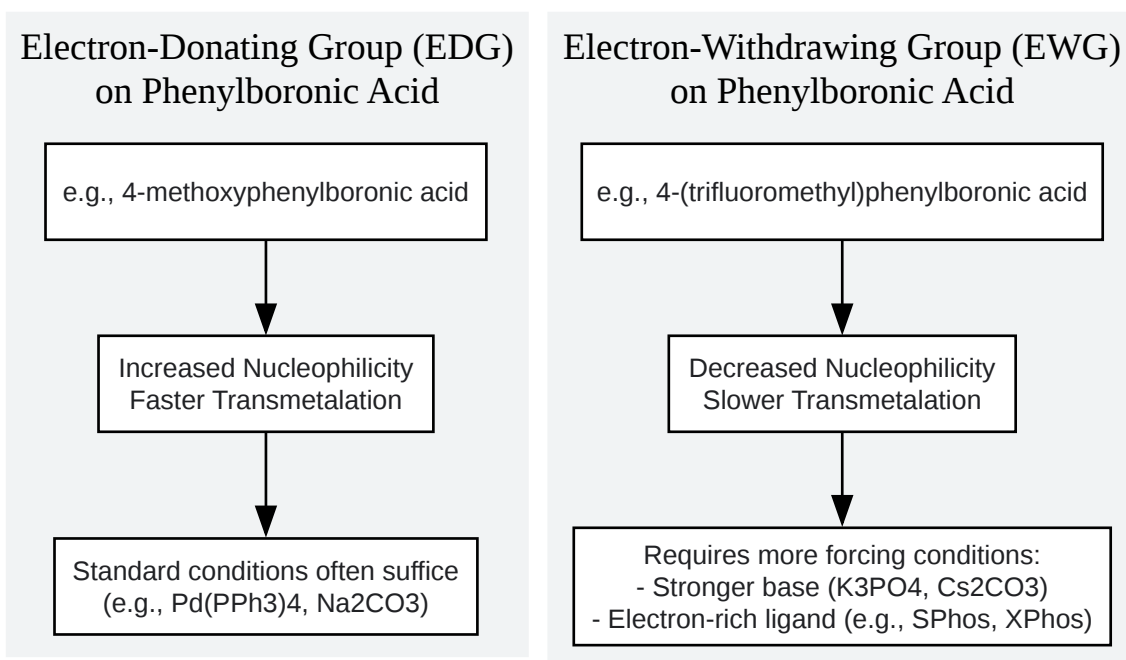 Electron-Donating Group (EDG)
on Phenylboronic Acid
e.g., 4-methoxyphenylboronic acid
Increased Nucleophilicity
Faster Transmetalation
Standard conditions often suffice
(e.g., Pd(PPh3)4, Na2CO3)
Electron-Withdrawing Group (EWG)
on Phenylboronic Acid
e.g., 4-(trifluoromethyl)phenylboronic acid
Decreased Nucleophilicity
Slower Transmetalation
Requires more forcing conditions:
- Stronger base (K3PO4, Cs2CO3)
- Electron-rich ligand (e.g., SPhos, XPhos)